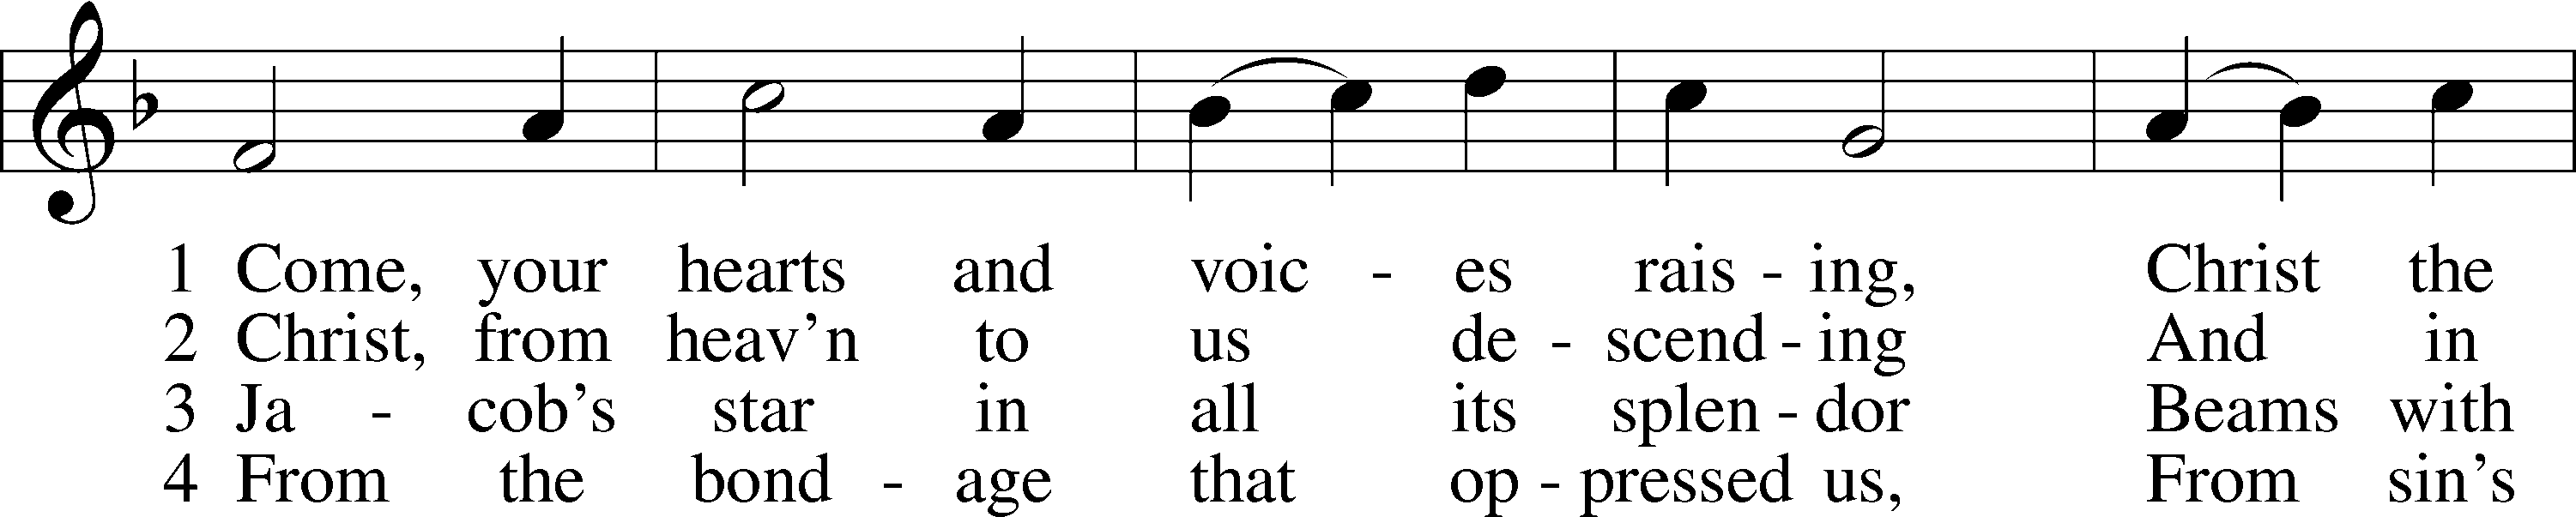 1 Come, your hearts and voic - es rais - ing, Christ the
2 Christ, from heav’n to us de - scend - ing And in
3 Ja - cob’s star in all its splen - dor Beams with
4 From the bond - age that op - pressed us, From sin’s